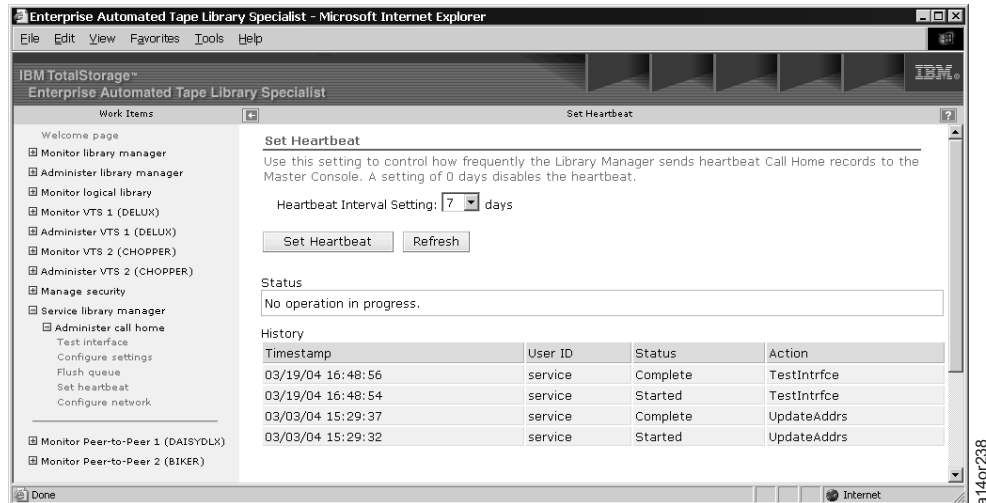 Enterprise Automated Tape Library Specialist - Microsoft Internet Explorer
File Edit View Favorites Tools Help
IBM TotalStorage™
Enterprise Automated Tape Library Specialist
IBM®
Work Items
Set Heartbeat
?
Welcome page
Monitor library manager
Administer library manager
Monitor logical library
Monitor VTS 1 (DELUX)
Administer VTS 1 (DELUX)
Monitor VTS 2 (CHOPPER)
Administer VTS 2 (CHOPPER)
Manage security
Service library manager
Administer call home
Test interface
Configure settings
Flush queue
Set heartbeat
Configure network
Monitor Peer-to-Peer 1 (DAISYDLX)
Monitor Peer-to-Peer 2 (BIKER)
Set Heartbeat
Use this setting to control how frequently the Library Manager sends heartbeat Call Home records to the
Master Console. A setting of 0 days disables the heartbeat.
Heartbeat Interval Setting: 7 days
Set Heartbeat Refresh
Status
No operation in progress.
History
Timestamp User ID Status Action
03/19/04 16:48:56 service Complete TestIntrfce
03/19/04 16:48:54 service Started TestIntrfce
03/03/04 15:29:37 service Complete UpdateAddrs
03/03/04 15:29:32 service Started UpdateAddrs
Done Internet
a14or238